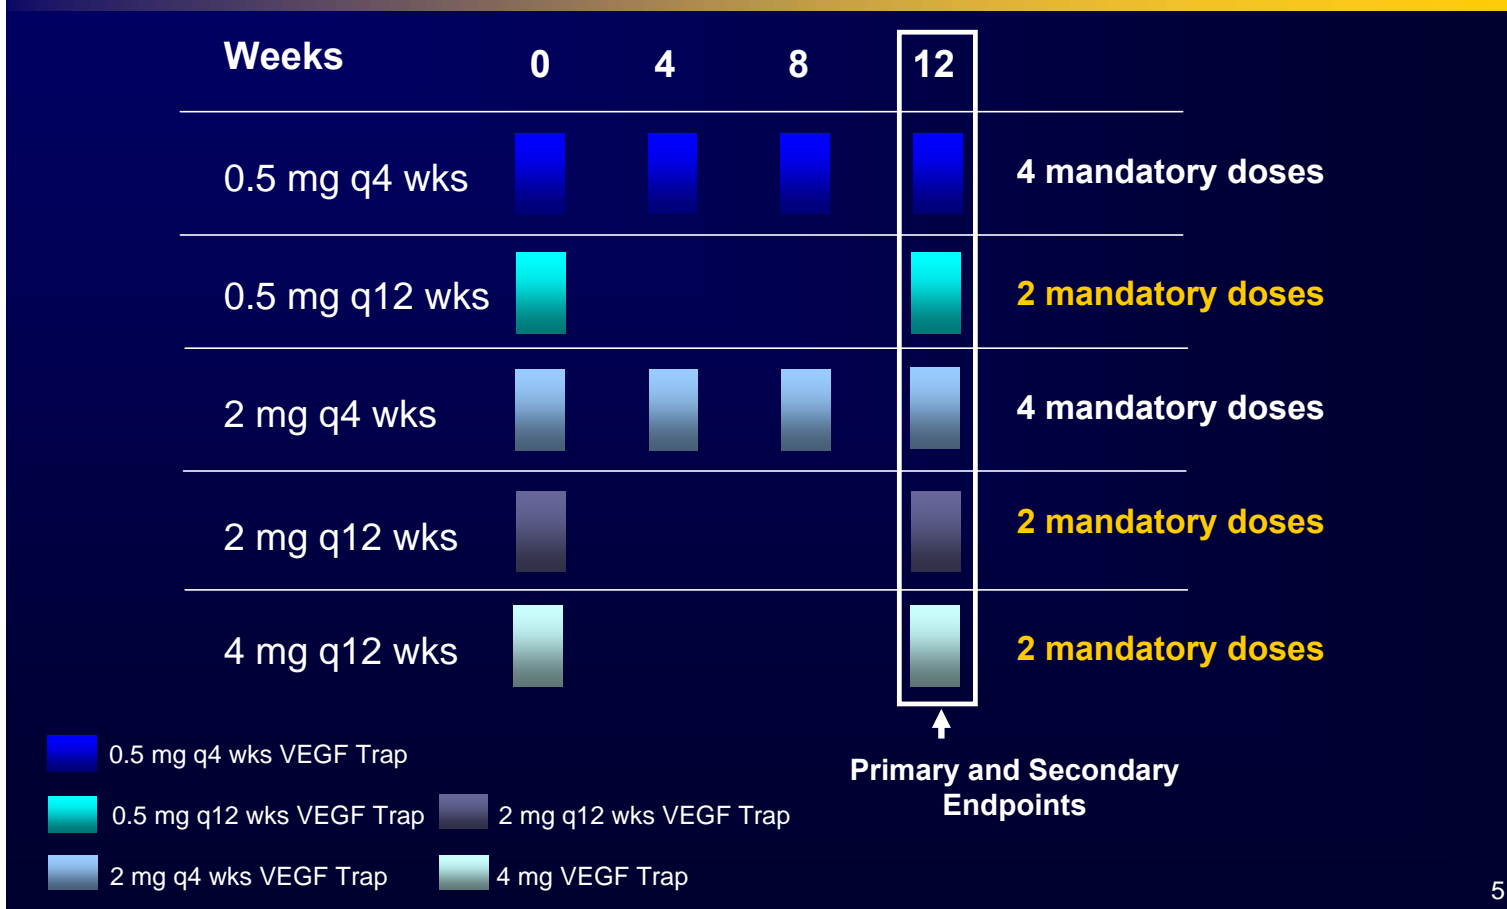 Weeks 0 4 8 12
0.5 mg q4 wks 4 mandatory doses
0.5 mg q12 wks 2 mandatory doses
2 mg q4 wks 4 mandatory doses
2 mg q12 wks 2 mandatory doses
4 mg q12 wks 2 mandatory doses
Primary and Secondary
Endpoints
0.5 mg q4 wks VEGF Trap
0.5 mg q12 wks VEGF Trap 2 mg q12 wks VEGF Trap
2 mg q4 wks VEGF Trap 4 mg VEGF Trap
5